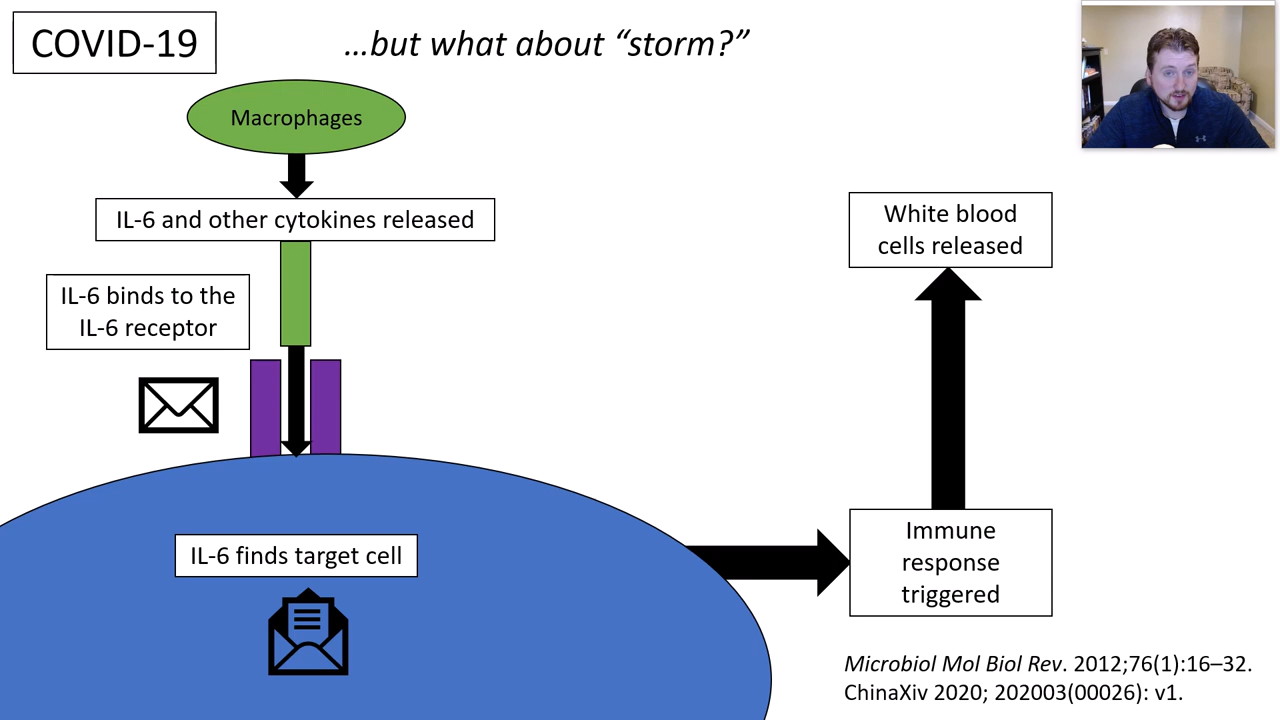 COVID-19
…but what about “storm?”
Macrophages
IL-6 and other cytokines released
IL-6 binds to the
IL-6 receptor
IL-6 finds target cell
White blood
cells released
Immune
response
triggered
Microbiol Mol Biol Rev. 2012;76(1):16–32.
ChinaXiv 2020; 202003(00026): v1.